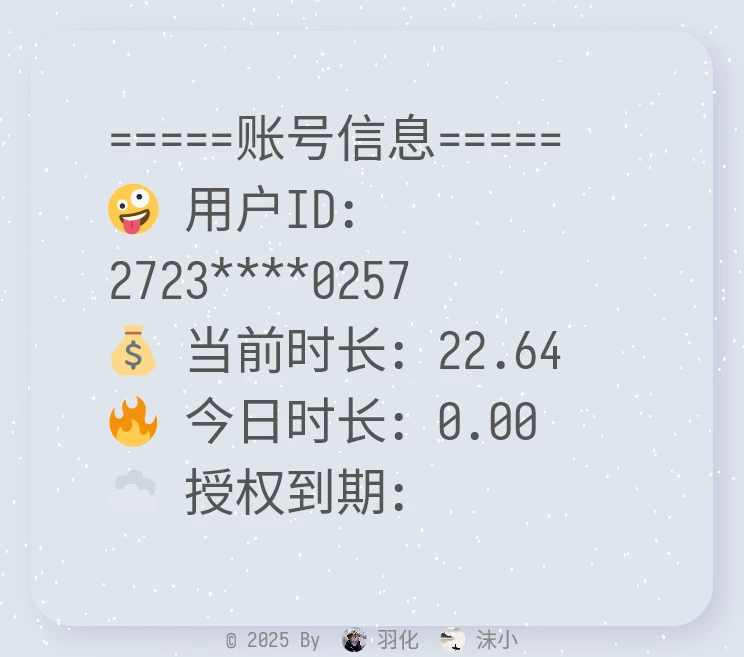 =====账号信息=====
🤪 用户ID:
2723****0257
💰 当前时长: 22.64
🔥 今日时长: 0.00
☁️ 授权到期:
© 2025 By 羽化 沫小